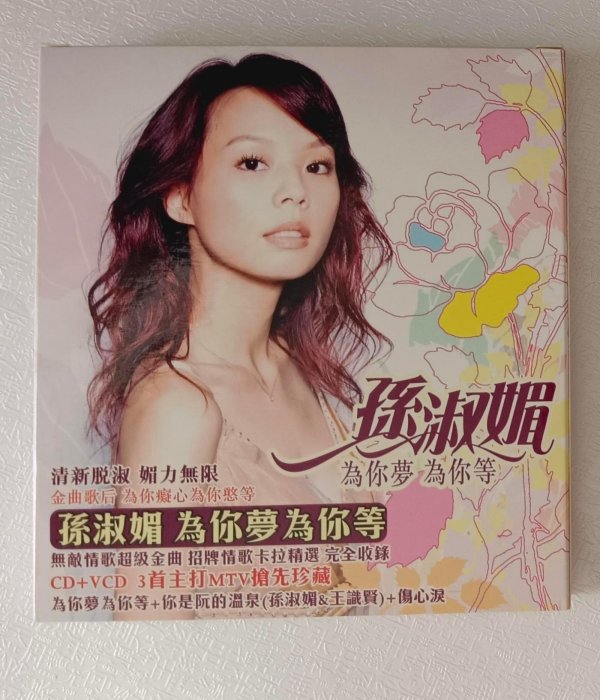 孫淑媚
為你夢 為你等
清新脫淑 媚力無限
金曲歌后 為你癡心為你憨等
孫淑媚 為你夢為你等
無敵情歌超級金曲 招牌情歌卡拉精選 完全收錄
CD+VCD 3首主打MTV搶先珍藏
為你夢為你等+你是阮的溫泉(孫淑媚&王識賢)+傷心淚